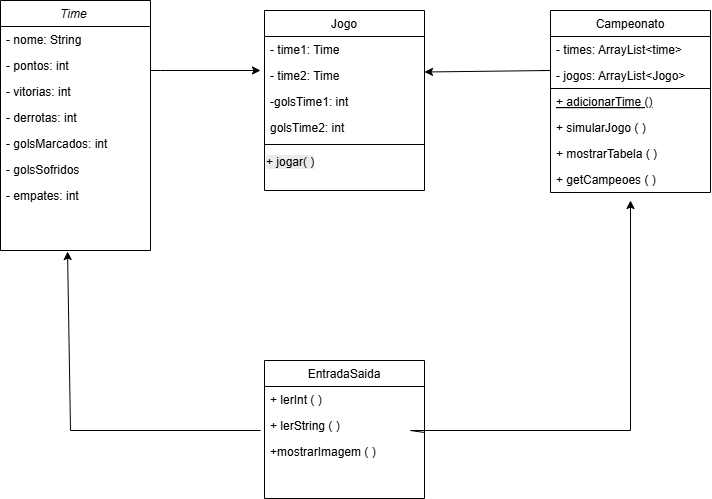 Time
- nome: String
- pontos: int
- vitorias: int
- derrotas: int
- golsMarcados: int
- golsSofridos
- empates: int
Jogo
- time1: Time
- time2: Time
-golsTime1: int
golsTime2: int
+ jogar( )
Campeonato
- times: ArrayList<time>
- jogos: ArrayList<Jogo>
+ adicionarTime ()
+ simularJogo ( )
+ mostrarTabela ( )
+ getCampeoes ( )
EntradaSaida
+ lerInt ( )
+ lerString ( )
+mostrarImagem ( )